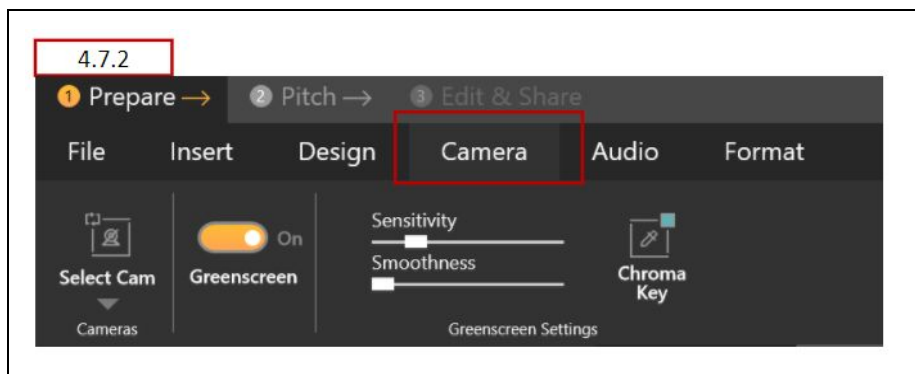 4.7.2
1 Prepare → 2 Pitch → 3 Edit & Share
File Insert Design Camera Audio Format
Sensitivity
On
Smoothness
Select Cam Greenscreen Chroma
Key
Cameras Greenscreen Settings